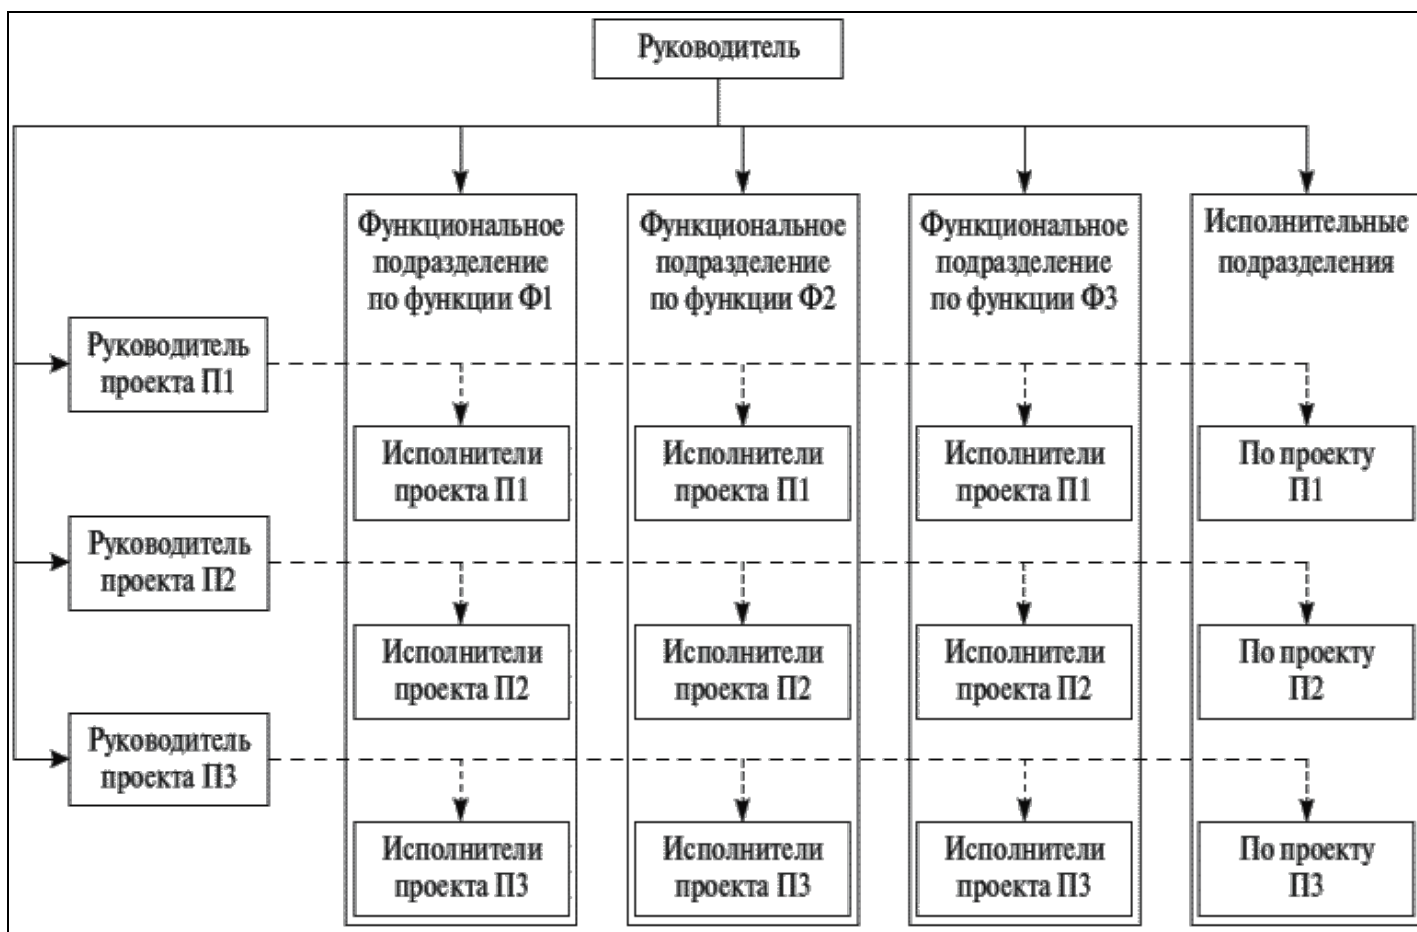 Руководитель
Функциональное
подразделение
по функции Ф1
Функциональное
подразделение
по функции Ф2
Функциональное
подразделение
по функции Ф3
Исполнительные
подразделения
Руководитель
проекта П1
Исполнители
проекта П1
Исполнители
проекта П1
Исполнители
проекта П1
По проекту
П1
Руководитель
проекта П2
Исполнители
проекта П2
Исполнители
проекта П2
Исполнители
проекта П2
По проекту
П2
Руководитель
проекта П3
Исполнители
проекта П3
Исполнители
проекта П3
Исполнители
проекта П3
По проекту
П3